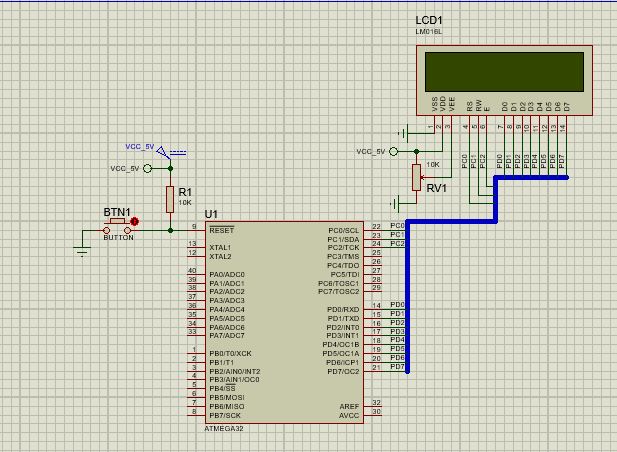 LCD1
LM016L
VSS VDD VEE RS RW E D0 D1 D2 D3 D4 D5 D6 D7
1 2 3 4 5 6 7 8 9 10 11 12 13 14
PC0 PC1 PC2 PD0 PD1 PD2 PD3 PD4 PD5 PD6 PD7
VCC_5V
VCC_5V
VCC_5V
10K
RV1
R1
10K
BTN1
BUTTON
U1
9 RESET PC0/SCL 22 PC0
PC1/SDA 23 PC1
13 XTAL1 PC2/TCK 24 PC2
12 XTAL2 PC3/TMS 25
PC4/TDO 26
40 PA0/ADC0 PC5/TDI 27
39 PA1/ADC1 PC6/TOSC1 28
38 PA2/ADC2 PC7/TOSC2 29
37 PA3/ADC3
36 PA4/ADC4 PD0/RXD 14 PD0
35 PA5/ADC5 PD1/TXD 15 PD1
34 PA6/ADC6 PD2/INT0 16 PD2
33 PA7/ADC7 PD3/INT1 17 PD3
PD4/OC1B 18 PD4
1 PB0/T0/XCK PD5/OC1A 19 PD5
2 PB1/T1 PD6/ICP1 20 PD6
3 PB2/AIN0/INT2 PD7/OC2 21 PD7
4 PB3/AIN1/OC0
5 PB4/SS
6 PB5/MOSI
7 PB6/MISO AREF 32
8 PB7/SCK AVCC 30
ATMEGA32